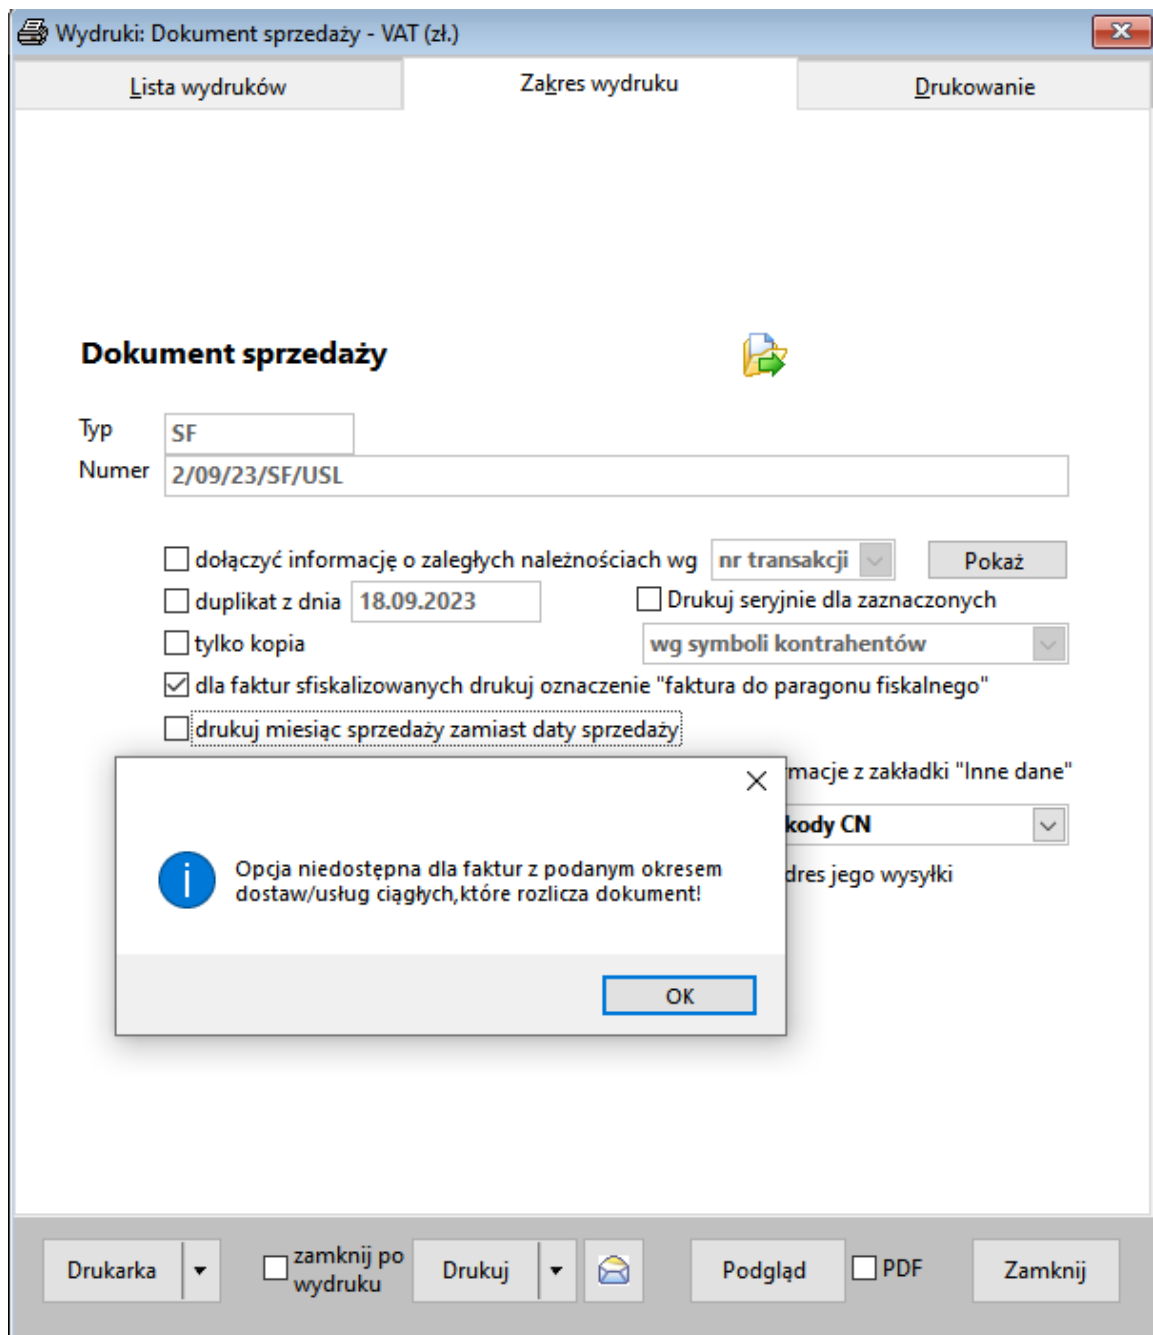 Wydruki: Dokument sprzedaży - VAT (zł.)
Lista wydruków
Zakres wydruku
Drukowanie
Dokument sprzedaży
Typ SF
Numer 2/09/23/SF/USL
dołączyć informację o zaległych należnościach wg nr transakcji Pokaż
duplikat z dnia 18.09.2023 Drukuj seryjnie dla zaznaczonych
tylko kopia wg symboli kontrahentów
dla faktur sfiskalizowanych drukuj oznaczenie "faktura do paragonu fiskalnego"
drukuj miesiąc sprzedaży zamiast daty sprzedaży
z zakładki "Inne dane"
kody CN
jego wysyłki
Opcja niedostępna dla faktur z podanym okresem
dostaw/usług ciągłych,które rozlicza dokument!
OK
Drukarka
zamknij po
wydruku
Drukuj
Podgląd
PDF
Zamknij